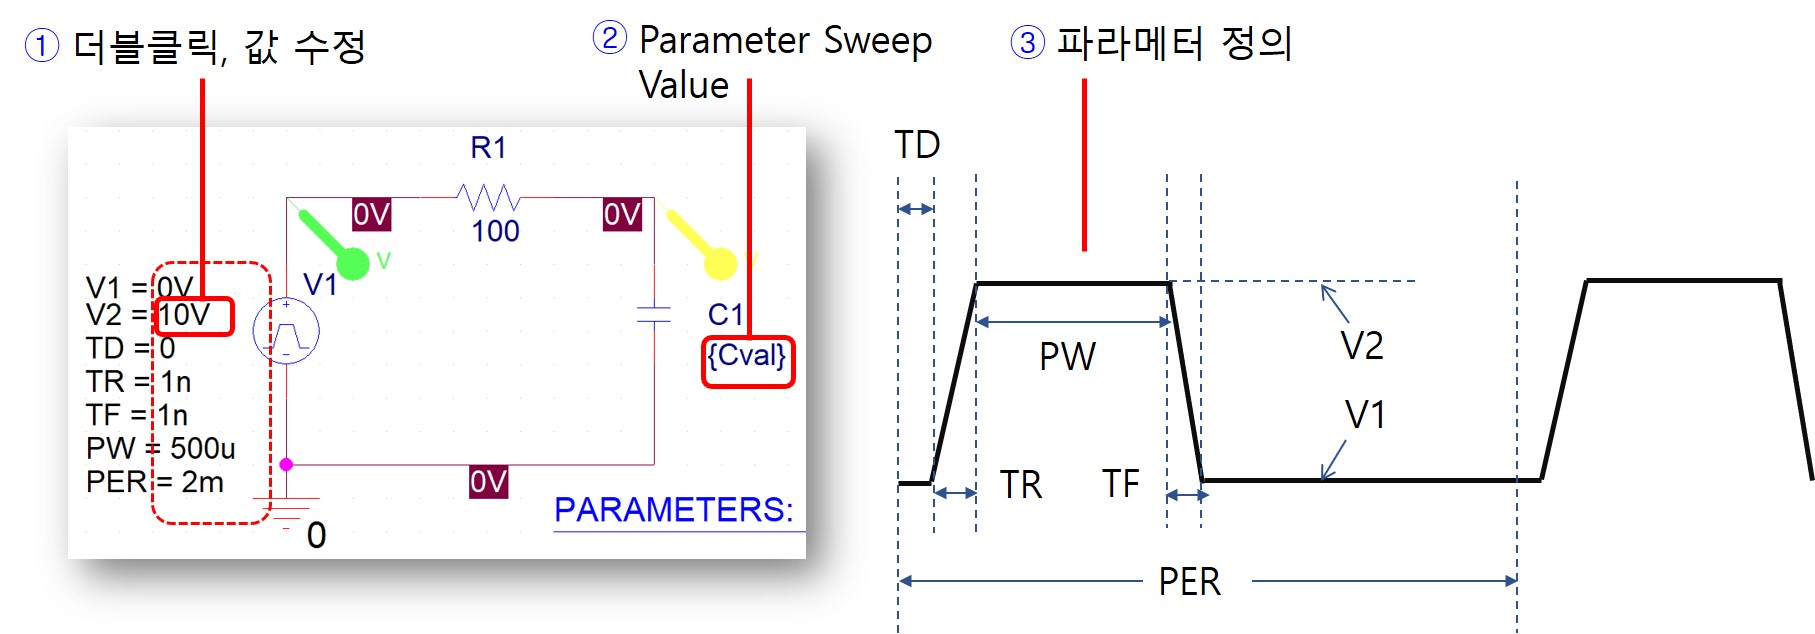 ① 더블클릭, 값 수정
② Parameter Sweep
Value
③ 파라메터 정의
R1
0V
0V
100
V
V
V1
V1 = 0V
V2 = 10V
TD = 0
TR = 1n
TF = 1n
PW = 500u
PER = 2m
C1
{Cval}
0V
0
PARAMETERS:
TD
PW
V2
V1
TR
TF
PER